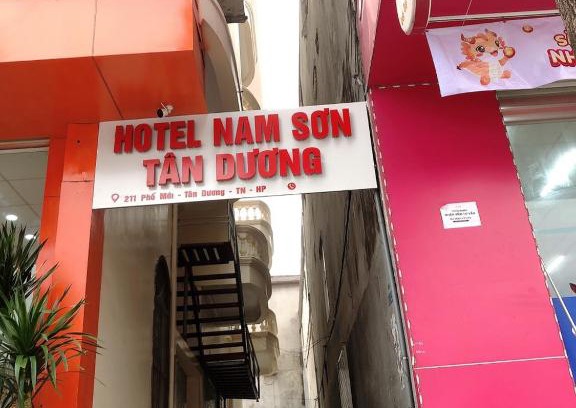 HOTEL NAM SƠN
TÂN DƯƠNG
211 Phố Mới - Tân Dương - TN - HP